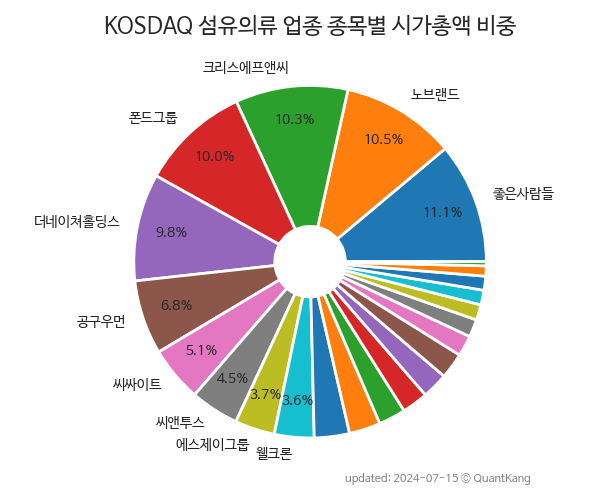 KOSDAQ 섬유의류 업종 종목별 시가총액 비중
크리스에프앤씨
노브랜드
폰드그룹
10.3%
10.5%
10.0%
좋은사람들
11.1%
더네이쳐홀딩스
9.8%
6.8%
공구우먼
5.1%
씨싸이트
4.5%
3.7%
3.6%
씨앤투스
에스제이그룹
웰크론
updated: 2024-07-15 © QuantKang